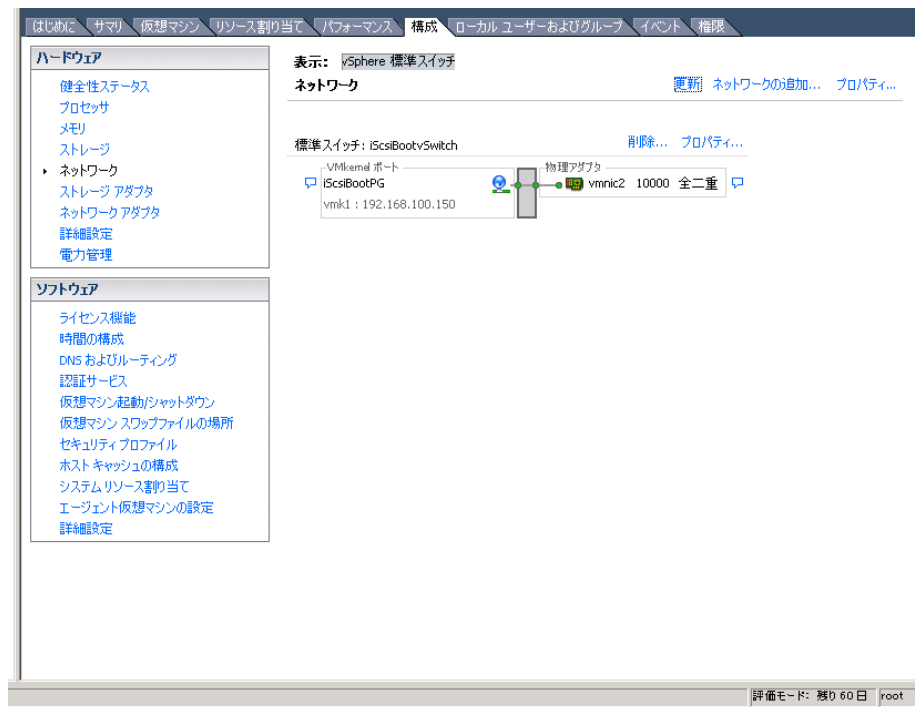 はじめに サマリ 仮想マシン リソース割り当て パフォーマンス 構成 ローカル ユーザーおよびグループ イベント 権限
ハードウェア
健全性ステータス
プロセッサ
メモリ
ストレージ
ネットワーク
ストレージ アダプタ
ネットワーク アダプタ
詳細設定
電力管理
ソフトウェア
ライセンス機能
時間の構成
DNS およびルーティング
認証サービス
仮想マシン起動/シャットダウン
仮想マシン スワップファイルの場所
セキュリティ プロファイル
ホスト キャッシュの構成
システム リソース割り当て
エージェント仮想マシンの設定
詳細設定
表示: vSphere 標準スイッチ
ネットワーク 更新 ネットワークの追加... プロパティ...
標準スイッチ: iScsiBootvSwitch 削除... プロパティ...
VMkernel ポート 物理アダプタ
iScsiBootPG vmnic2 10000 全二重
vmk1 : 192.168.100.150
評価モード: 残り 60 日 root